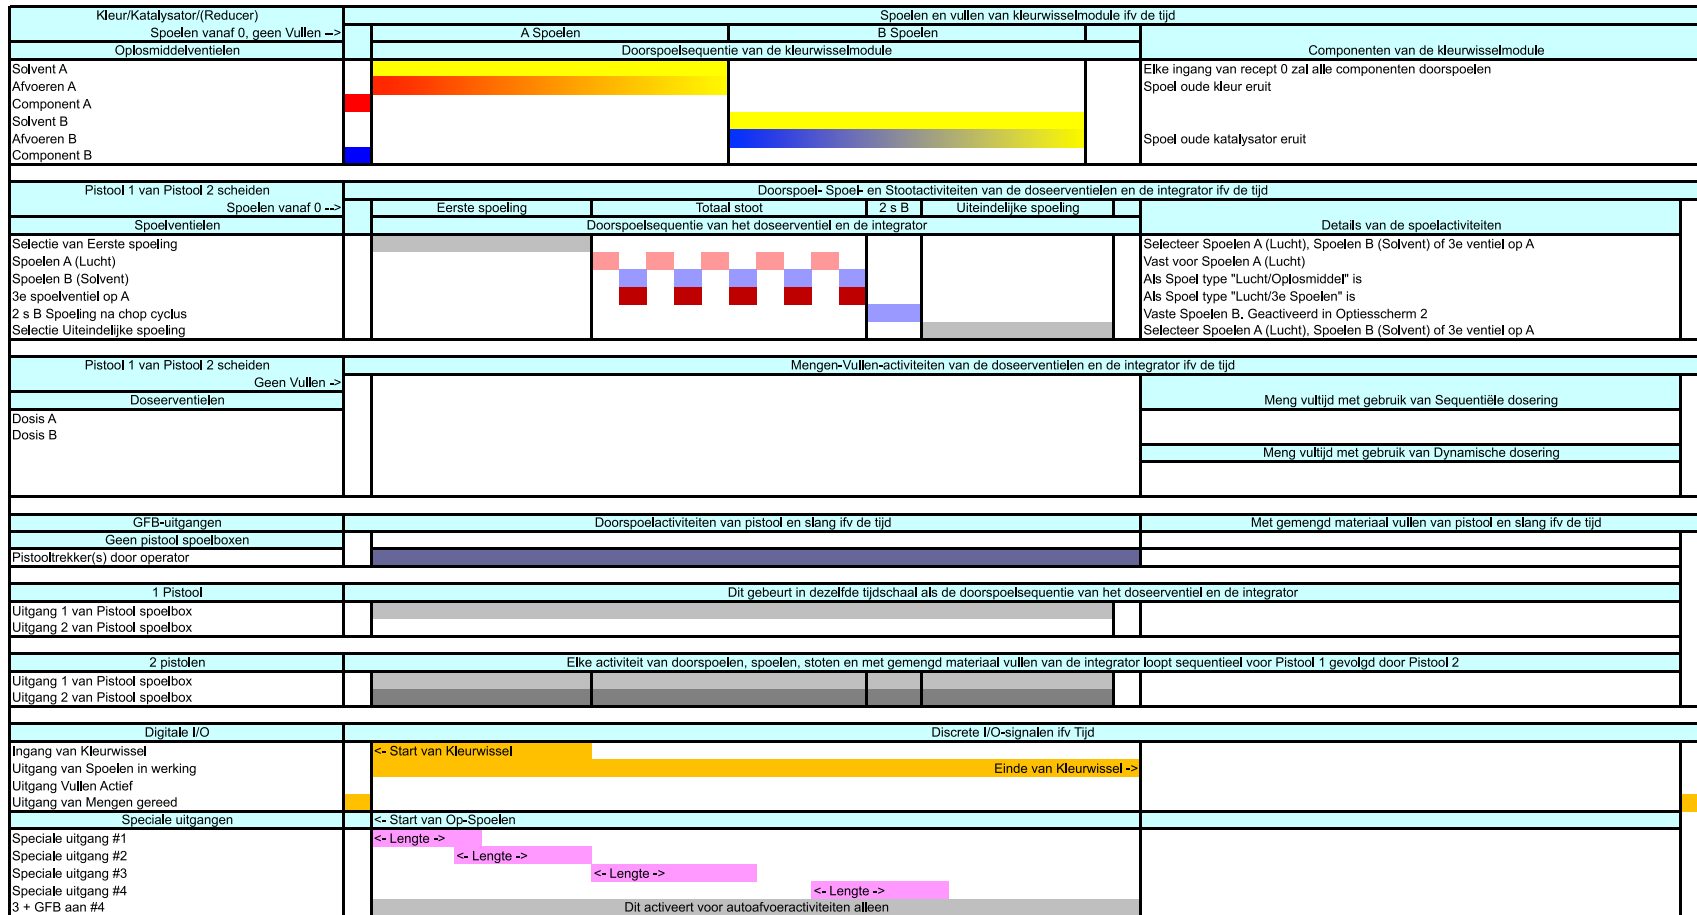 Kleur/Katalysator/(Reducer)
Spoelen en vullen van kleurwisselmodule ifv de tijd
Spoelen vanaf 0, geen Vullen -->
A Spoelen
B Spoelen
Oplosmiddelventielen
Doorspoelsequentie van de kleurwisselmodule
Componenten van de kleurwisselmodule
Solvent A
Elke ingang van recept 0 zal alle componenten doorspoelen
Afvoeren A
Spoel oude kleur eruit
Component A
Solvent B
Afvoeren B
Spoel oude katalysator eruit
Component B
Pistool 1 van Pistool 2 scheiden
Doorspoel- Spoel- en Stootactiviteiten van de doseerventielen en de integrator ifv de tijd
Spoelen vanaf 0 -->
Eerste spoeling
Totaal stoot
2 s B
Uiteindelijke spoeling
Spoelventielen
Doorspoelsequentie van het doseerventiel en de integrator
Details van de spoelactiviteiten
Selectie van Eerste spoeling
Selecteer Spoelen A (Lucht), Spoelen B (Solvent) of 3e ventiel op A
Spoelen A (Lucht)
Vast voor Spoelen A (Lucht)
Spoelen B (Solvent)
Als Spoel type "Lucht/Oplosmiddel" is
3e spoelventiel op A
Als Spoel type "Lucht/3e Spoelen" is
2 s B Spoeling na chop cyclus
Vaste Spoelen B. Geactiveerd in Optiesscherm 2
Selectie Uiteindelijke spoeling
Selecteer Spoelen A (Lucht), Spoelen B (Solvent) of 3e ventiel op A
Pistool 1 van Pistool 2 scheiden
Mengen-Vullen-activiteiten van de doseerventielen en de integrator ifv de tijd
Geen Vullen ->
Doseerventielen
Meng vultijd met gebruik van Sequentiële dosering
Dosis A
Dosis B
Meng vultijd met gebruik van Dynamische dosering
GFB-uitgangen
Doorspoelactiviteiten van pistool en slang ifv de tijd
Met gemengd materiaal vullen van pistool en slang ifv de tijd
Geen pistool spoelboxen
Pistooltrekker(s) door operator
1 Pistool
Dit gebeurt in dezelfde tijdschaal als de doorspoelsequentie van het doseerventiel en de integrator
Uitgang 1 van Pistool spoelbox
Uitgang 2 van Pistool spoelbox
2 pistolen
Elke activiteit van doorspoelen, spoelen, stoten en met gemengd materiaal vullen van de integrator loopt sequentieel voor Pistool 1 gevolgd door Pistool 2
Uitgang 1 van Pistool spoelbox
Uitgang 2 van Pistool spoelbox
Digitale I/O
Discrete I/O-signalen ifv Tijd
Ingang van Kleurwissel
<- Start van Kleurwissel
Uitgang van Spoelen in werking
Einde van Kleurwissel ->
Uitgang Vullen Actief
Uitgang van Mengen gereed
Speciale uitgangen
<- Start van Op-Spoelen
Speciale uitgang #1
<- Lengte ->
Speciale uitgang #2
<- Lengte ->
Speciale uitgang #3
<- Lengte ->
Speciale uitgang #4
<- Lengte ->
3 + GFB aan #4
Dit activeert voor autoafvoeractiviteiten alleen